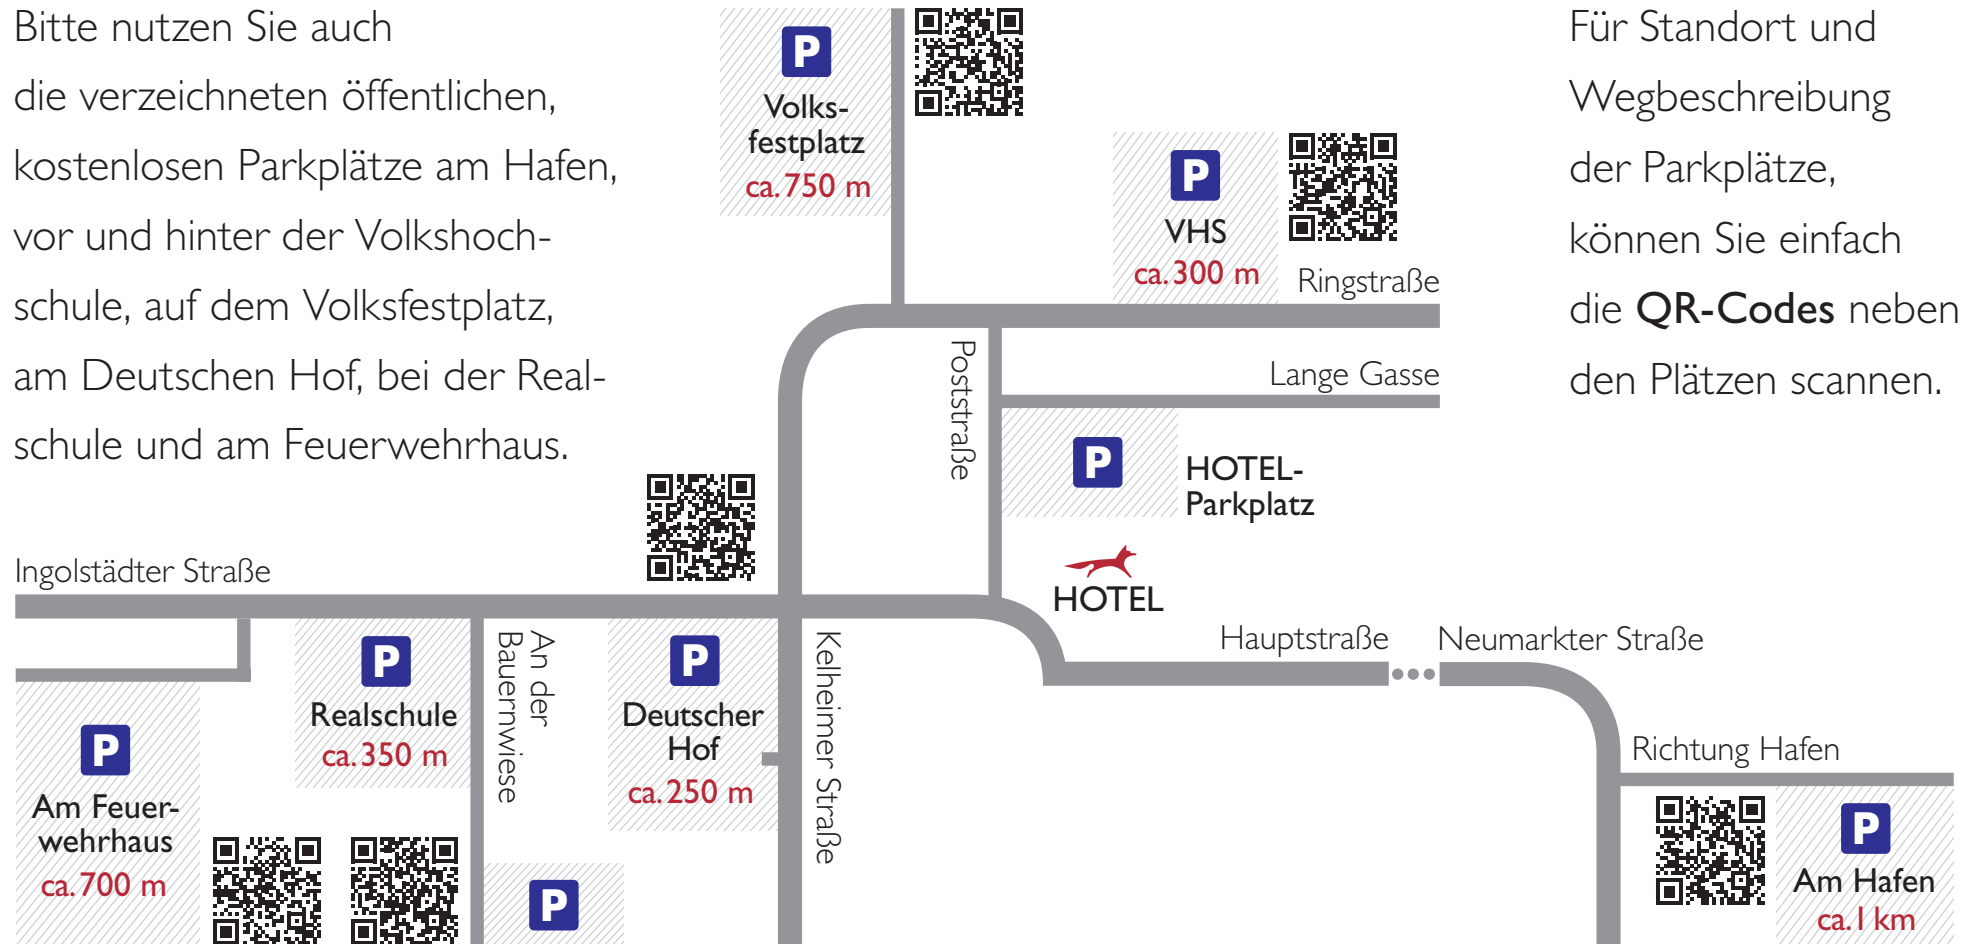 Bitte nutzen Sie auch
die verzeichneten öffentlichen,
kostenlosen Parkplätze am Hafen,
vor und hinter der Volkshoch-
schule, auf dem Volksfestplatz,
am Deutschen Hof, bei der Real-
schule und am Feuerwehrhaus.
Für Standort und
Wegbeschreibung
der Parkplätze,
können Sie einfach
die QR-Codes neben
den Plätzen scannen.
P
Volks-
festplatz
ca. 750 m
P
VHS
ca. 300 m
Ringstraße
Poststraße
Lange Gasse
P
HOTEL-
Parkplatz
HOTEL
Ingolstädter Straße
Hauptstraße
Neumarkter Straße
P
Realschule
ca. 350 m
An der
Bauernwiese
P
Deutscher
Hof
ca. 250 m
Kelheimer Straße
P
Am Feuer-
wehrhaus
ca. 700 m
P
Richtung Hafen
P
Am Hafen
ca. 1 km